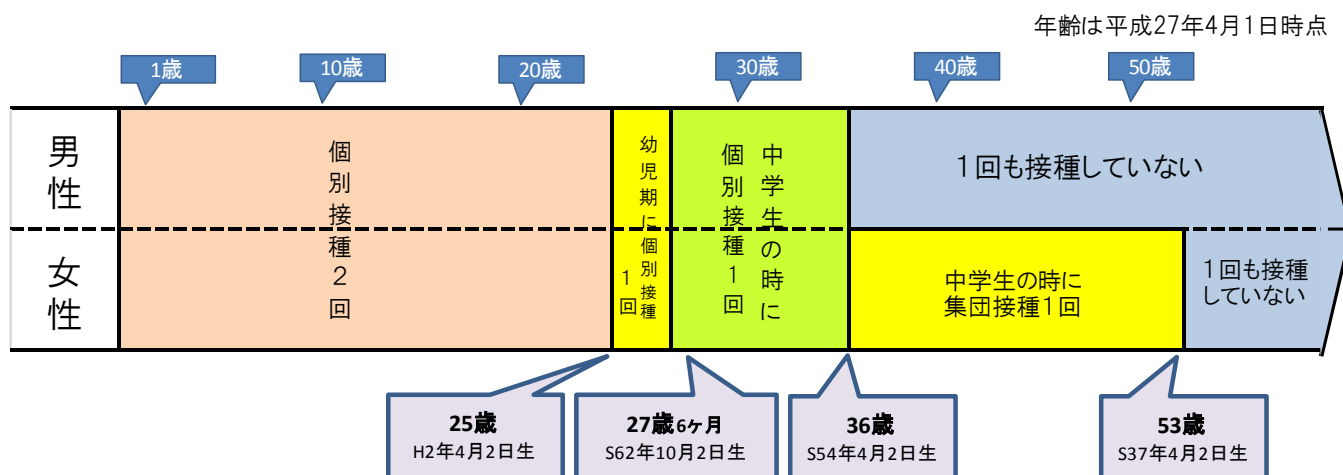 年齢は平成27年4月1日時点
1歳
10歳
20歳
30歳
40歳
50歳
男性
女性
個別接種2回
幼児期に個別接種
1回
中学生の時に
個別接種1回
1回も接種していない
中学生の時に
集団接種1回
1回も接種
していない
25歳
H2年4月2日生
27歳6ヶ月
S62年10月2日生
36歳
S54年4月2日生
53歳
S37年4月2日生